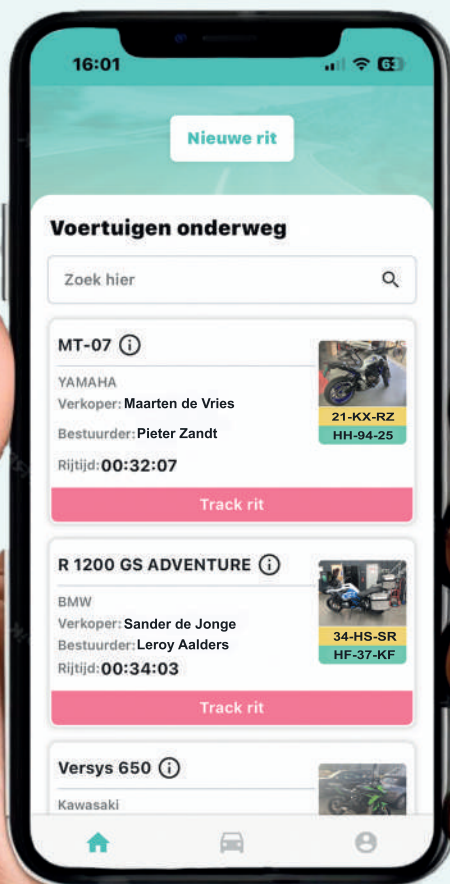 16:01
63
Nieuwe rit
Voertuigen onderweg
Zoek hier
MT-07
YAMAHA
Verkoper: Maarten de Vries
Bestuurder: Pieter Zandt
Rijtijd: 00:32:07
21-KX-RZ
HH-94-25
Track rit
R 1200 GS ADVENTURE
BMW
Verkoper: Sander de Jonge
Bestuurder: Leroy Aalders
Rijtijd: 00:34:03
34-HS-SR
HF-37-KF
Track rit
Versys 650
Kawasaki